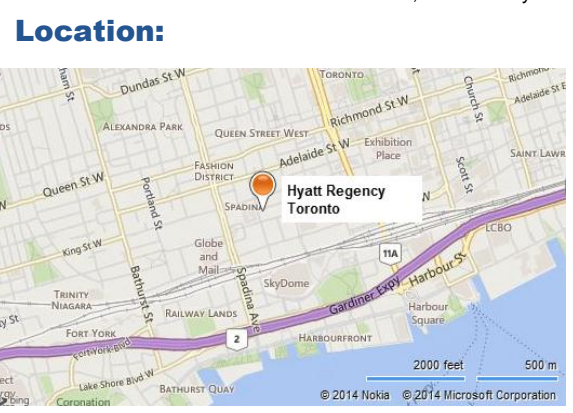 Location:
Dundas St W
TORONTO
Richmond St W
Church St
Adelaide St E
ALEXANDRA PARK
QUEEN STREET WEST
Adelaide St W
Exhibition
Place
Scott St
SAINT LAWR
FASHION
DISTRICT
Queen St W
Portland St
SPADINA
Hyatt Regency
Toronto
W
King St W
Globe
and
Mail
11A
LCBO
Harbour St
SkyDome
Spadina Ave
Gardiner Expy
Bathurst St
TRINITY
NIAGARA
RAILWAY LANDS
Harbour
Square
FORT YORK
2
HARBOURFRONT
Fort-York-Blvd
Lake Shore Blvd W
BATHURST QUAY
Coronation
2000 feet
500 m
bing
© 2014 Nokia © 2014 Microsoft Corporation